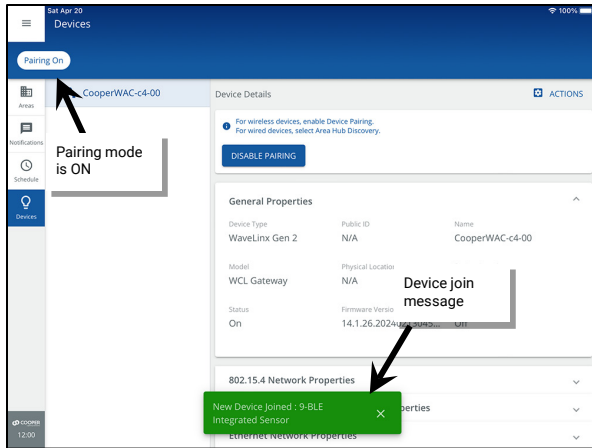 Sat Apr 20
100%
Devices
Pairing On
Areas
Notifications
Schedule
Devices
COOPER
12:00
CooperWAC-c4-00
Pairing mode
is ON
Device Details
ACTIONS
For wireless devices, enable Device Pairing.
For wired devices, select Area Hub Discovery.
DISABLE PAIRING
General Properties
Device Type
WaveLinx Gen 2
Public ID
N/A
Name
CooperWAC-c4-00
Model
WCL Gateway
Physical Location
N/A
Device join
message
Status
On
Firmware Versio
14.1.26.20240213045...
Off
802.15.4 Network Properties
perties
Ethernet Network Properties
New Device Joined : 9-BLE
Integrated Sensor